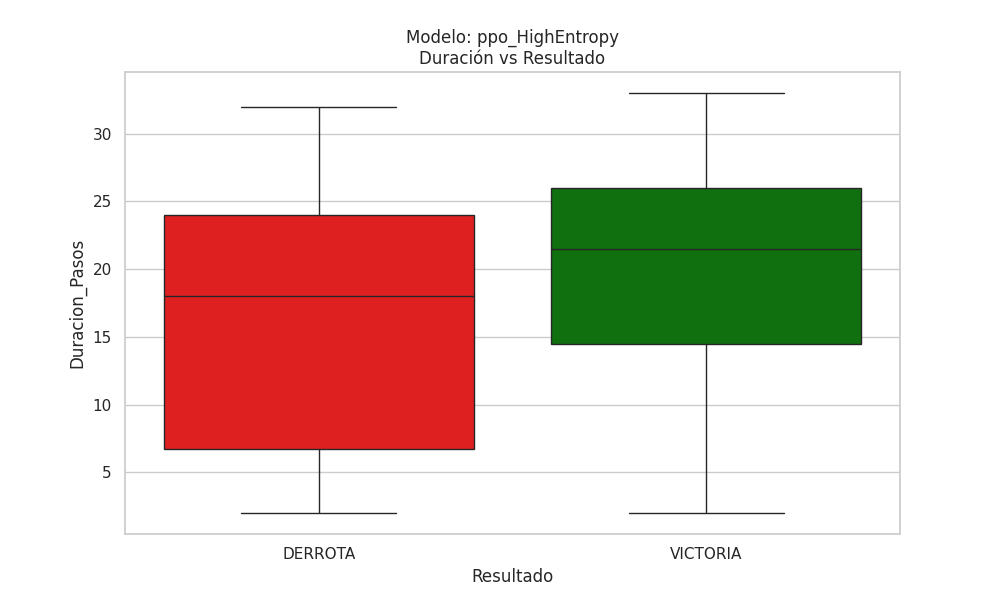 Modelo: ppo_HighEntropy
Duración vs Resultado
Duracion_Pasos
30
25
20
15
10
5
DERROTA
VICTORIA
Resultado